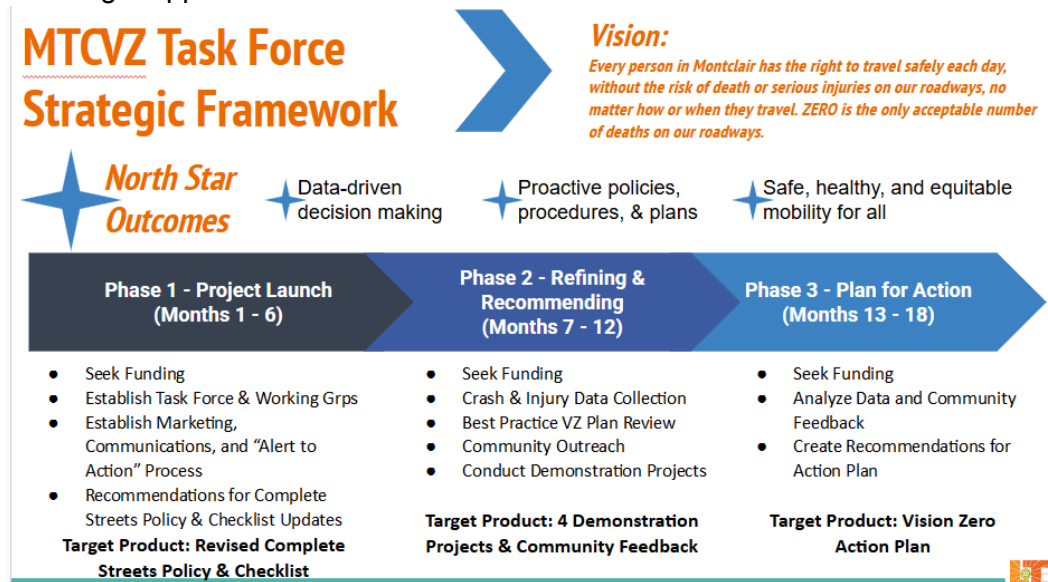 MTCVZ Task Force
Strategic Framework
Vision:
Every person in Montclair has the right to travel safely each day,
without the risk of death or serious injuries on our roadways, no
matter how or when they travel. ZERO is the only acceptable number
of deaths on our roadways.
North Star
Outcomes
Data-driven
decision making
Proactive policies,
procedures, & plans
Safe, healthy, and equitable
mobility for all
Phase 1 - Project Launch
(Months 1 - 6)
Phase 2 - Refining &
Recommending
(Months 7 - 12)
Phase 3 - Plan for Action
(Months 13 - 18)
● Seek Funding
● Establish Task Force & Working Grps
● Establish Marketing,
Communications, and “Alert to
Action” Process
● Recommendations for Complete
Streets Policy & Checklist Updates
Target Product: Revised Complete
Streets Policy & Checklist
● Seek Funding
● Crash & Injury Data Collection
● Best Practice VZ Plan Review
● Community Outreach
● Conduct Demonstration Projects
Target Product: 4 Demonstration
Projects & Community Feedback
● Seek Funding
● Analyze Data and Community
Feedback
● Create Recommendations for
Action Plan
Target Product: Vision Zero
Action Plan